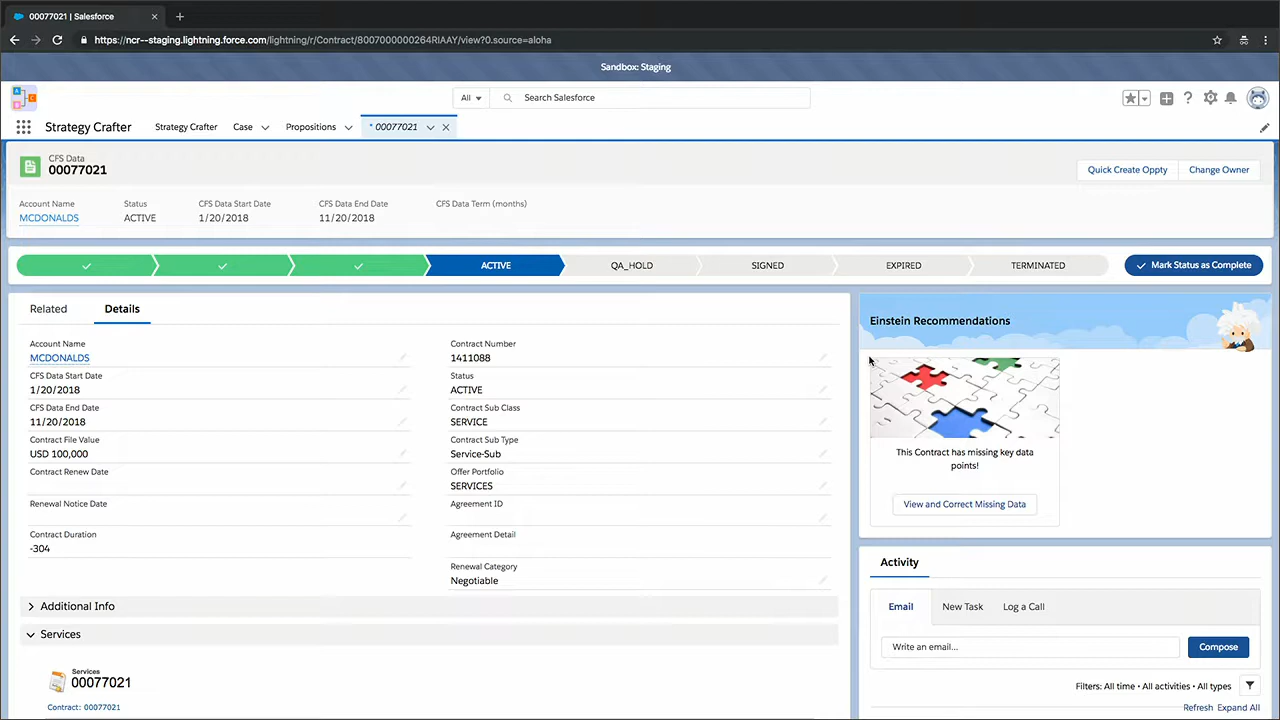 00077021 | Salesforce
https://ncr--staging.lightning.force.com/lightning/r/Contract/8007000000264RIAAY/view?0.source=aloha
Sandbox: Staging
All
Search Salesforce
Strategy Crafter
Strategy Crafter
Case
Propositions
* 00077021
CFS Data
00077021
Quick Create Oppty
Change Owner
Account Name
MCDONALDS
Status
ACTIVE
CFS Data Start Date
1/20/2018
CFS Data End Date
11/20/2018
CFS Data Term (months)
ACTIVE
QA_HOLD
SIGNED
EXPIRED
TERMINATED
Mark Status as Complete
Related
Details
Account Name
MCDONALDS
CFS Data Start Date
1/20/2018
CFS Data End Date
11/20/2018
Contract File Value
USD 100,000
Contract Renew Date
Renewal Notice Date
Contract Duration
-304
Contract Number
1411088
Status
ACTIVE
Contract Sub Class
SERVICE
Contract Sub Type
Service-Sub
Offer Portfolio
SERVICES
Agreement ID
Agreement Detail
Renewal Category
Negotiable
Additional Info
Services
Services
00077021
Contract: 00077021
Einstein Recommendations
This Contract has missing key data
points!
View and Correct Missing Data
Activity
Email
New Task
Log a Call
Write an email...
Compose
Filters: All time • All activities • All types
Refresh
Expand All